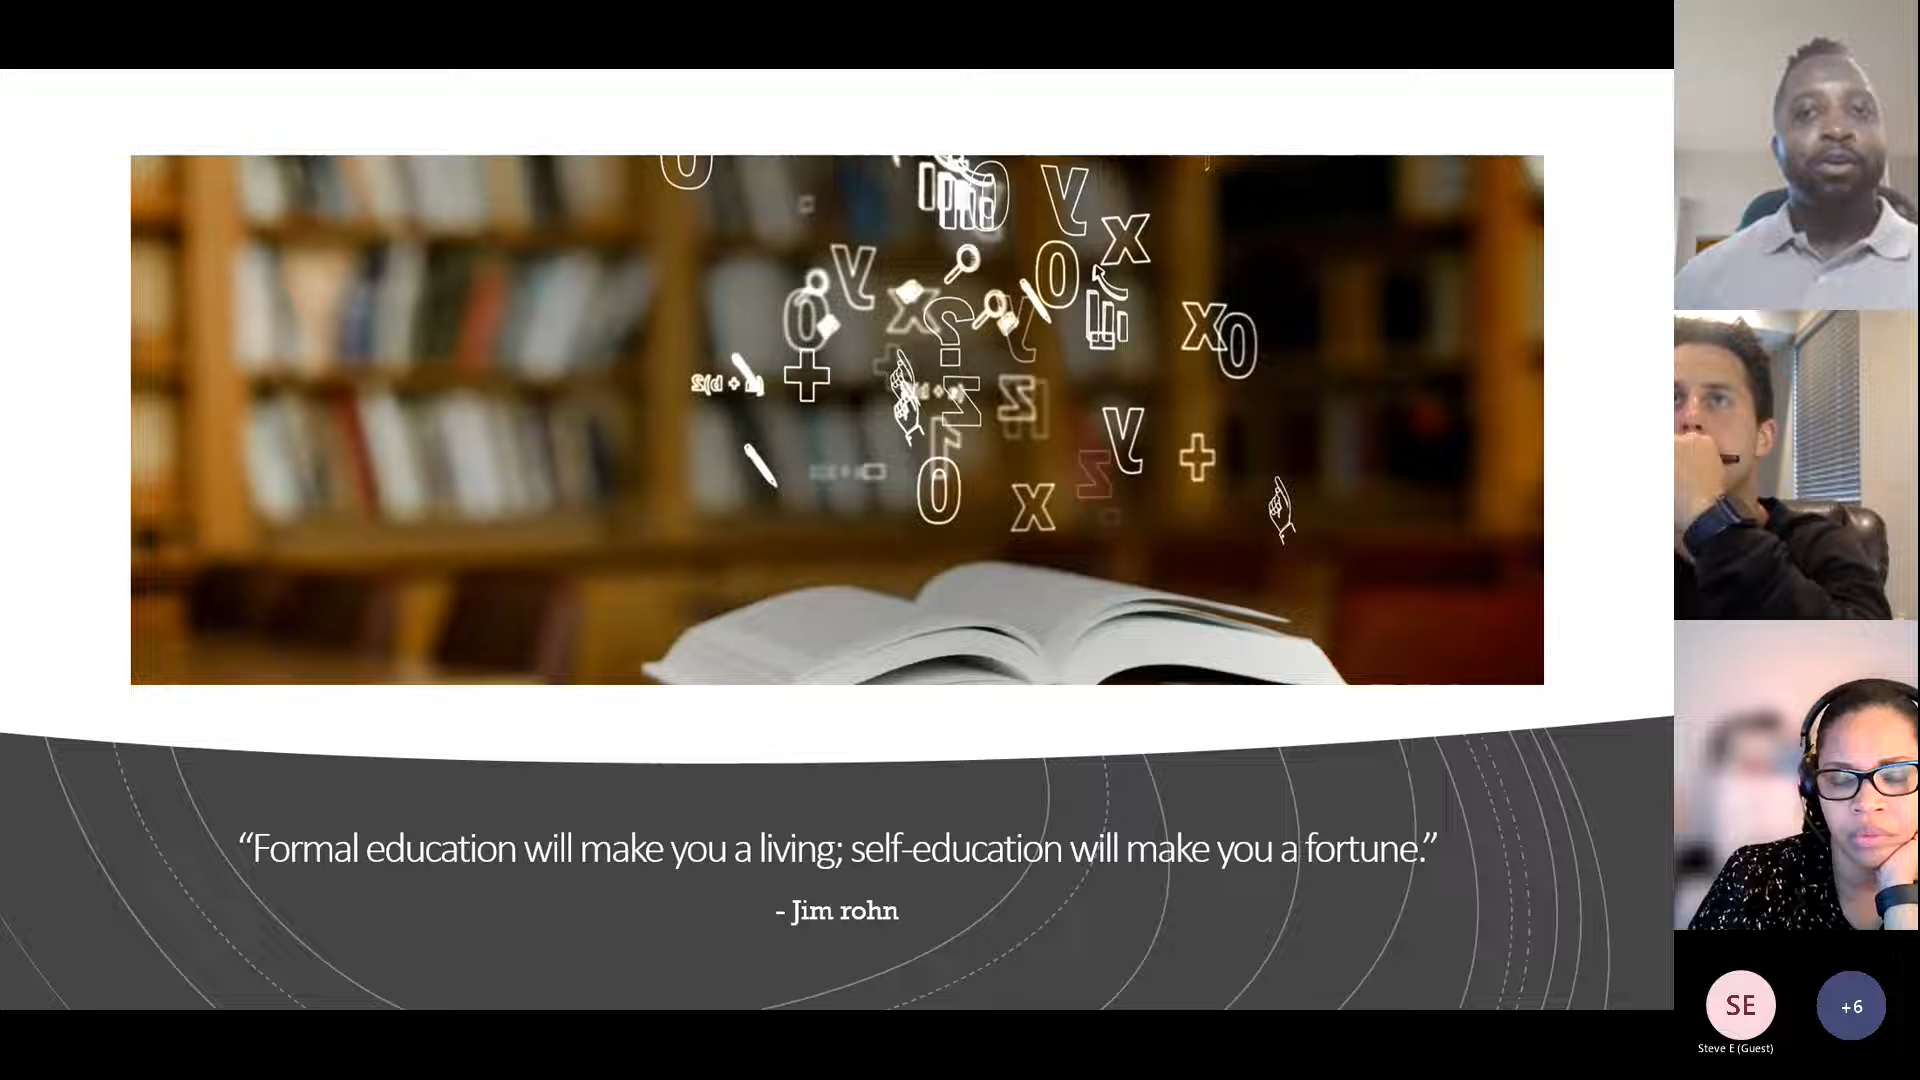 “Formal education will make you a living; self-education will make you a fortune.”
- Jim rohn
SE
+6
Steve E (Guest)